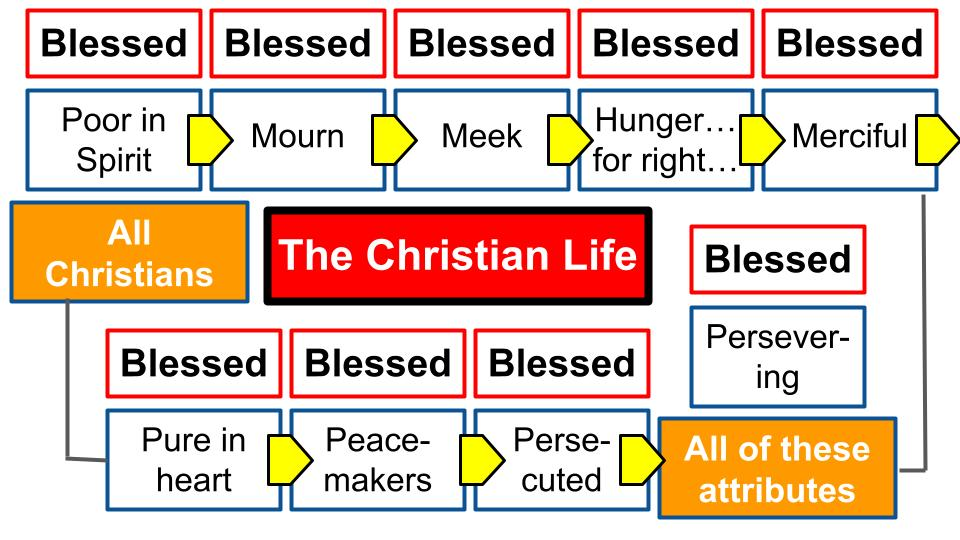 Blessed
Blessed
Blessed
Blessed
Blessed
Poor in
Spirit
Mourn
Meek
Hunger…
for right…
Merciful
All
Christians
The Christian Life
Blessed
Persever-
ing
Blessed
Blessed
Blessed
Pure in
heart
Peace-
makers
Perse-
cuted
All of these
attributes